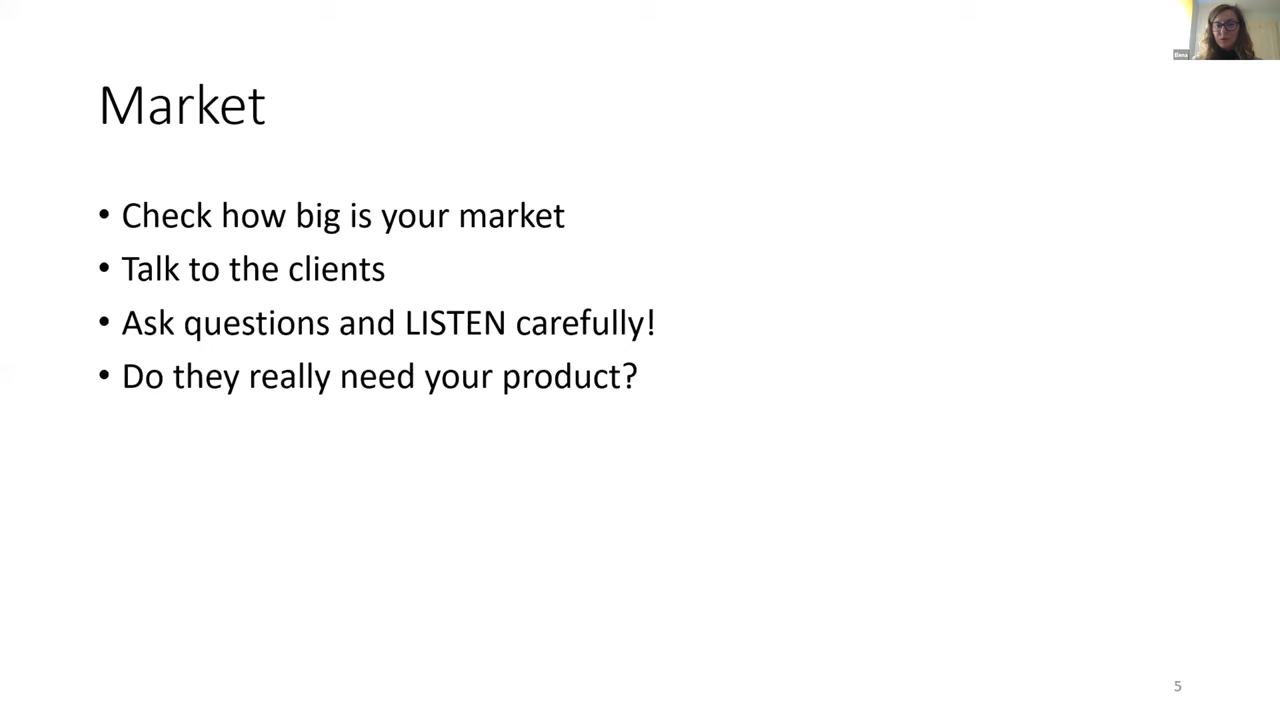 Elena
Market
• Check how big is your market
• Talk to the clients
• Ask questions and LISTEN carefully!
• Do they really need your product?
5